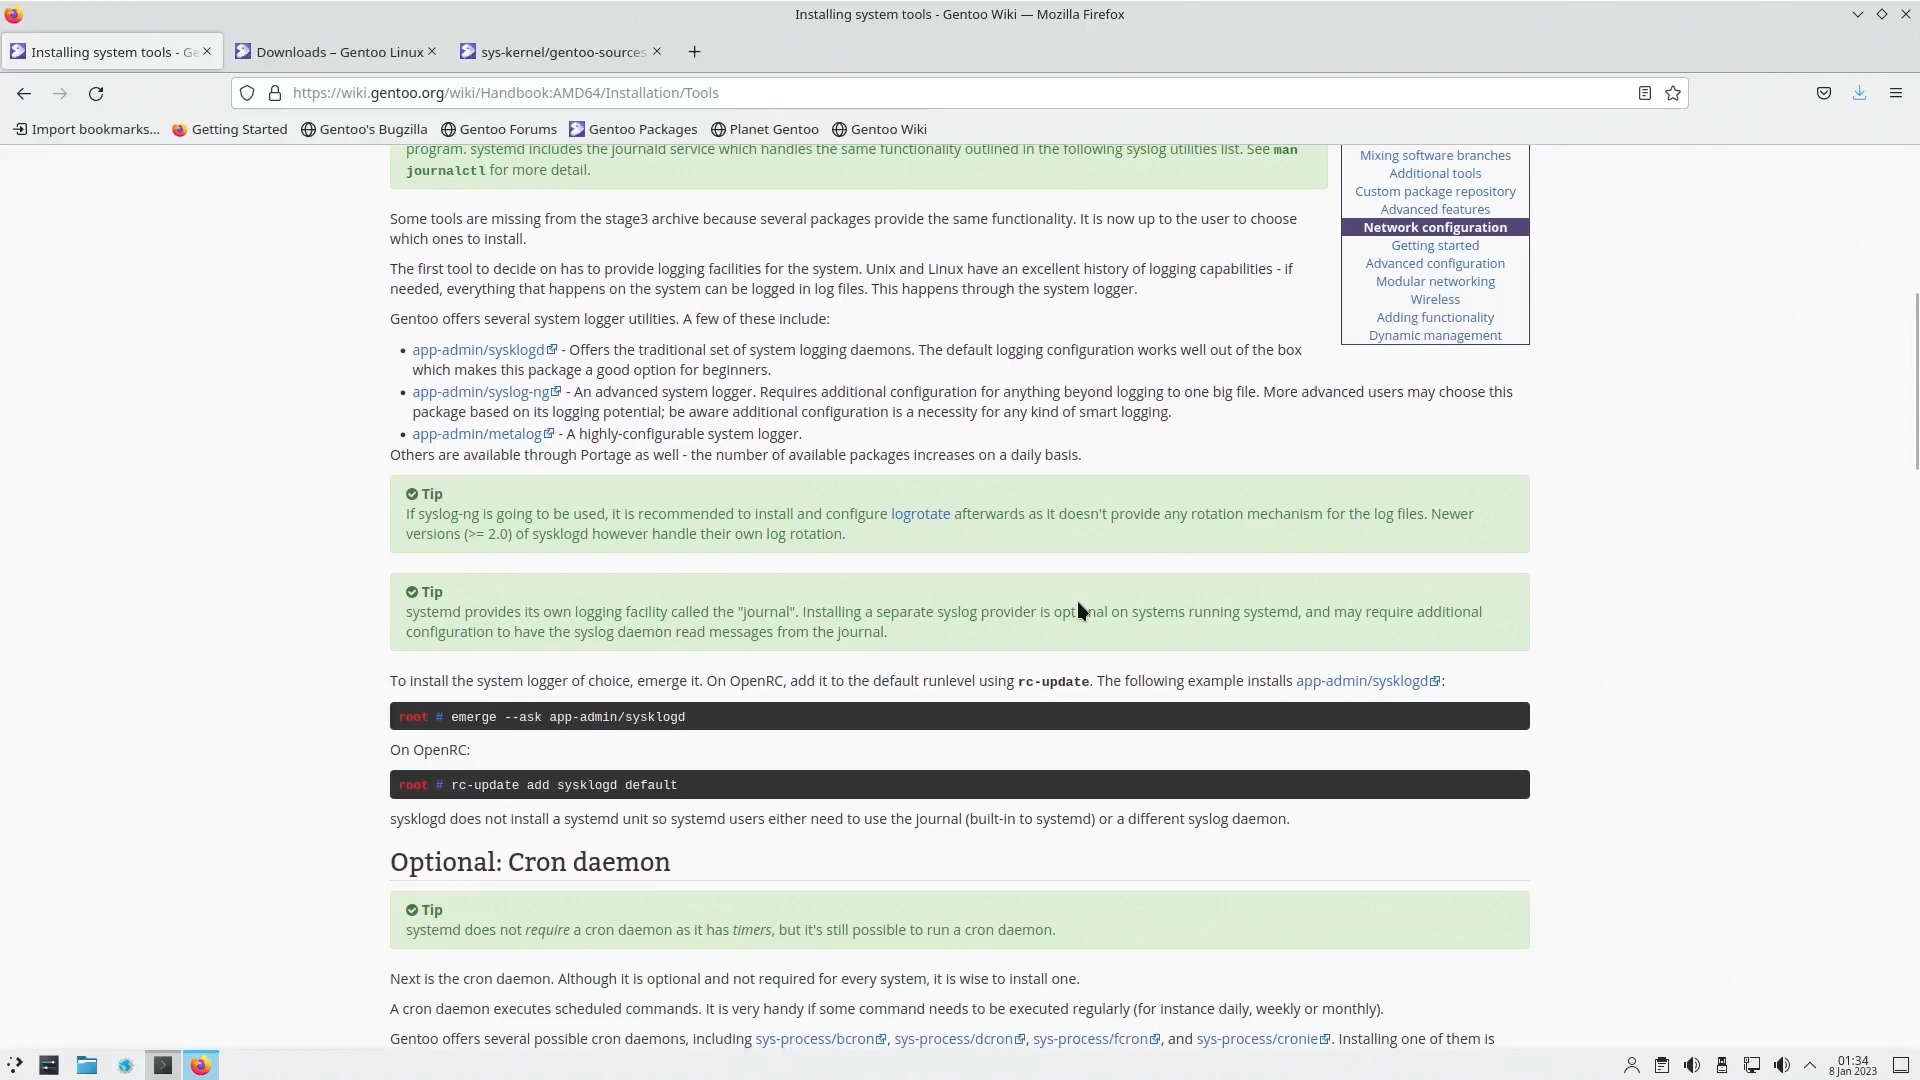 Installing system tools - Gentoo Wiki — Mozilla Firefox
Installing system tools - Ge
Downloads – Gentoo Linux
sys-kernel/gentoo-sources
https://wiki.gentoo.org/wiki/Handbook:AMD64/Installation/Tools
Import bookmarks...
Getting Started
Gentoo's Bugzilla
Gentoo Forums
Gentoo Packages
Planet Gentoo
Gentoo Wiki
program. systemd includes the journald service which handles the same functionality outlined in the following syslog utilities list. See man
journalctl for more detail.
Mixing software branches
Additional tools
Custom package repository
Advanced features
Network configuration
Getting started
Advanced configuration
Modular networking
Wireless
Adding functionality
Dynamic management
Some tools are missing from the stage3 archive because several packages provide the same functionality. It is now up to the user to choose
which ones to install.
The first tool to decide on has to provide logging facilities for the system. Unix and Linux have an excellent history of logging capabilities - if
needed, everything that happens on the system can be logged in log files. This happens through the system logger.
Gentoo offers several system logger utilities. A few of these include:
• app-admin/sysklogd - Offers the traditional set of system logging daemons. The default logging configuration works well out of the box
which makes this package a good option for beginners.
• app-admin/syslog-ng - An advanced system logger. Requires additional configuration for anything beyond logging to one big file. More advanced users may choose this
package based on its logging potential; be aware additional configuration is a necessity for any kind of smart logging.
• app-admin/metalog - A highly-configurable system logger.
Others are available through Portage as well - the number of available packages increases on a daily basis.
Tip
If syslog-ng is going to be used, it is recommended to install and configure logrotate afterwards as it doesn't provide any rotation mechanism for the log files. Newer
versions (>= 2.0) of sysklogd however handle their own log rotation.
Tip
systemd provides its own logging facility called the "journal". Installing a separate syslog provider is optional on systems running systemd, and may require additional
configuration to have the syslog daemon read messages from the journal.
To install the system logger of choice, emerge it. On OpenRC, add it to the default runlevel using rc-update. The following example installs app-admin/sysklogd:
root # emerge --ask app-admin/sysklogd
On OpenRC:
root # rc-update add sysklogd default
sysklogd does not install a systemd unit so systemd users either need to use the journal (built-in to systemd) or a different syslog daemon.
Optional: Cron daemon
Tip
systemd does not require a cron daemon as it has timers, but it's still possible to run a cron daemon.
Next is the cron daemon. Although it is optional and not required for every system, it is wise to install one.
A cron daemon executes scheduled commands. It is very handy if some command needs to be executed regularly (for instance daily, weekly or monthly).
Gentoo offers several possible cron daemons, including sys-process/bcron, sys-process/dcron, sys-process/fcron, and sys-process/cronie. Installing one of them is
01:34
8 Jan 2023